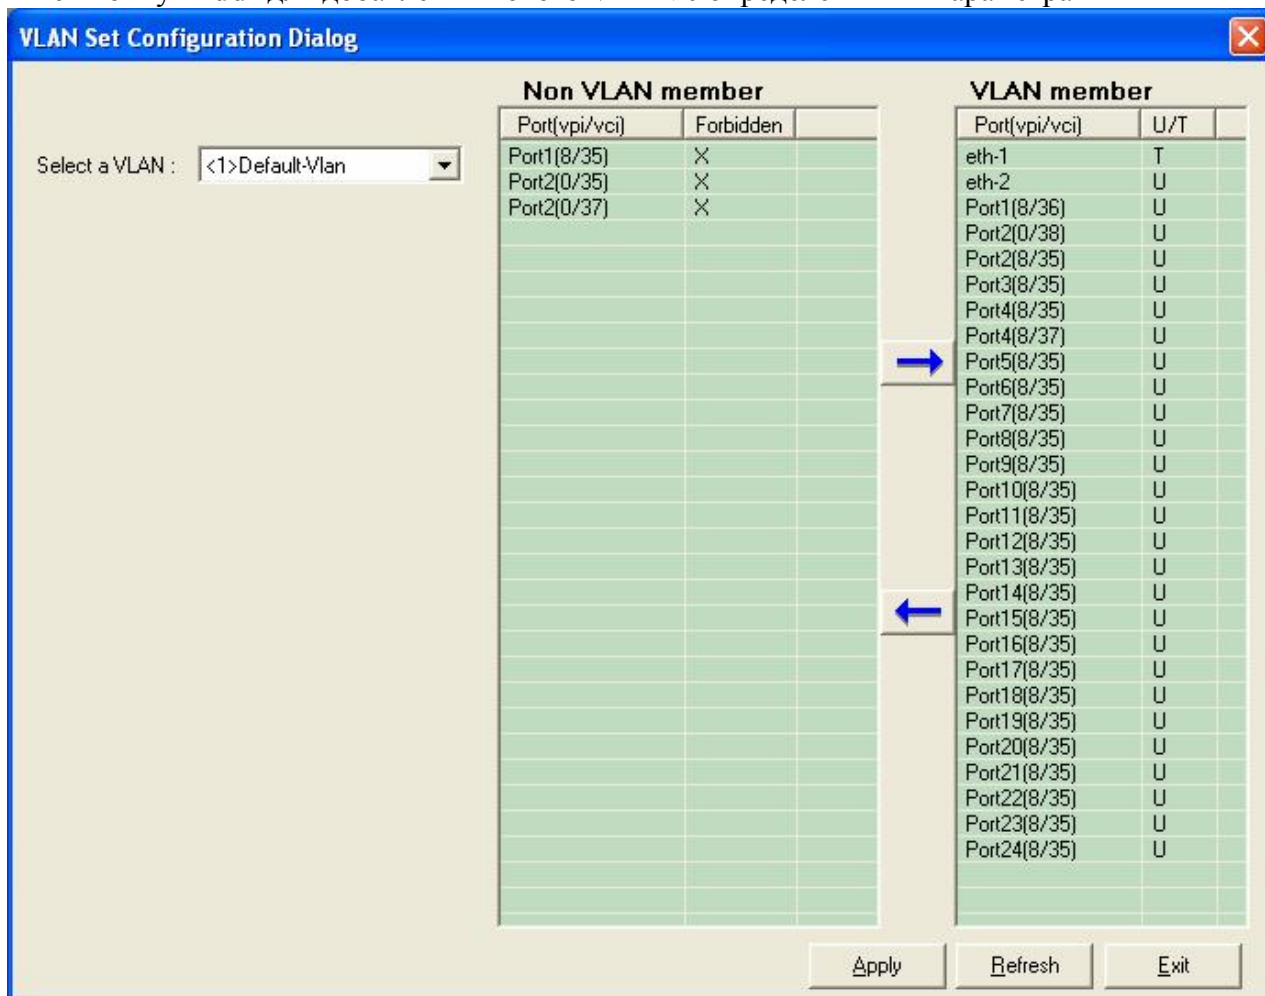 VLAN Set Configuration Dialog
Select a VLAN : <1>Default-Vlan
Non VLAN member
Port(vpi/vci) Forbidden
Port1(8/35) X
Port2(0/35) X
Port2(0/37) X
VLAN member
Port(vpi/vci) U/T
eth-1 T
eth-2 U
Port1(8/36) U
Port2(0/38) U
Port2(8/35) U
Port3(8/35) U
Port4(8/35) U
Port4(8/37) U
Port5(8/35) U
Port6(8/35) U
Port7(8/35) U
Port8(8/35) U
Port9(8/35) U
Port10(8/35) U
Port11(8/35) U
Port12(8/35) U
Port13(8/35) U
Port14(8/35) U
Port15(8/35) U
Port16(8/35) U
Port17(8/35) U
Port18(8/35) U
Port19(8/35) U
Port20(8/35) U
Port21(8/35) U
Port22(8/35) U
Port23(8/35) U
Port24(8/35) U
Apply Refresh Exit